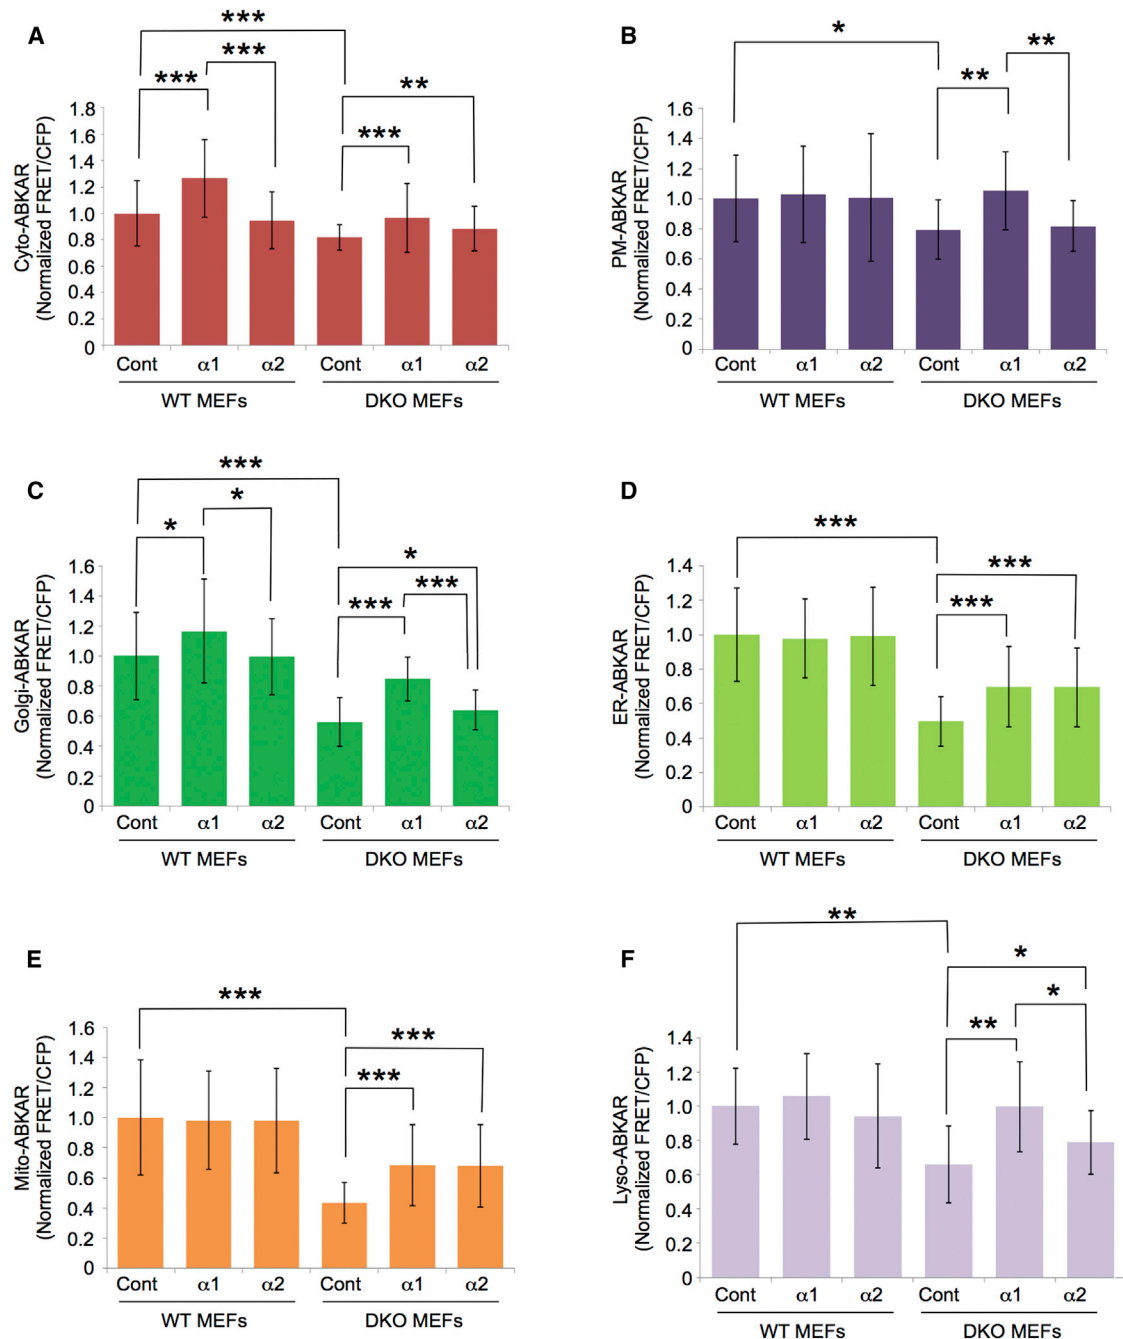 A
***
***
***
**
***
Cyto-ABKAR
(Normalized FRET/CFP)
1.8
1.6
1.4
1.2
1.0
0.8
0.6
0.4
0.2
0
Cont α1 α2 Cont α1 α2
WT MEFs DKO MEFs
B
*
**
**
PM-ABKAR
(Normalized FRET/CFP)
1.6
1.4
1.2
1.0
0.8
0.6
0.4
0.2
0
Cont α1 α2 Cont α1 α2
WT MEFs DKO MEFs
C
***
*
*
*
***
***
Golgi-ABKAR
(Normalized FRET/CFP)
1.6
1.4
1.2
1.0
0.8
0.6
0.4
0.2
0
Cont α1 α2 Cont α1 α2
WT MEFs DKO MEFs
D
***
***
***
ER-ABKAR
(Normalized FRET/CFP)
1.4
1.2
1.0
0.8
0.6
0.4
0.2
0
Cont α1 α2 Cont α1 α2
WT MEFs DKO MEFs
E
***
***
***
Mito-ABKAR
(Normalized FRET/CFP)
1.6
1.4
1.2
1.0
0.8
0.6
0.4
0.2
0
Cont α1 α2 Cont α1 α2
WT MEFs DKO MEFs
F
**
*
*
**
Lyso-ABKAR
(Normalized FRET/CFP)
1.4
1.2
1.0
0.8
0.6
0.4
0.2
0
Cont α1 α2 Cont α1 α2
WT MEFs DKO MEFs